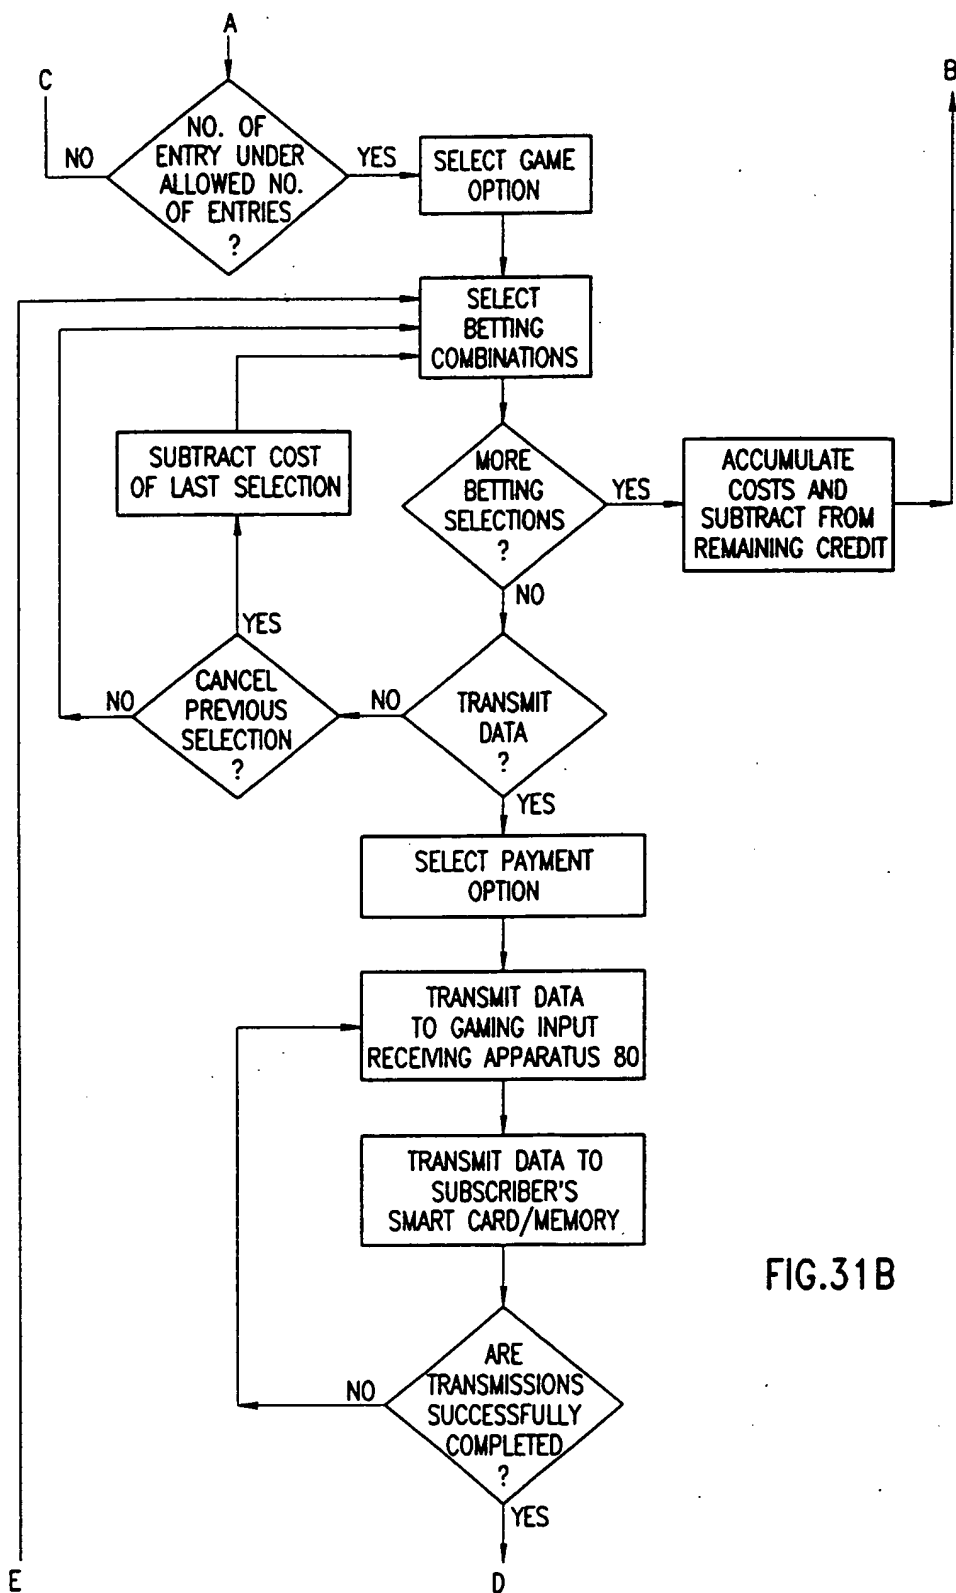 A
C
B
NO. OF
ENTRY UNDER
ALLOWED NO.
OF ENTRIES
?
NO
YES
SELECT GAME
OPTION
SELECT
BETTING
COMBINATIONS
SUBTRACT COST
OF LAST SELECTION
MORE
BETTING
SELECTIONS
?
YES
ACCUMULATE
COSTS AND
SUBTRACT FROM
REMAINING CREDIT
NO
YES
CANCEL
PREVIOUS
SELECTION
?
NO
NO
TRANSMIT
DATA
?
YES
SELECT PAYMENT
OPTION
TRANSMIT DATA
TO GAMING INPUT
RECEIVING APPARATUS 80
TRANSMIT DATA TO
SUBSCRIBER'S
SMART CARD/MEMORY
FIG.31B
ARE
TRANSMISSIONS
SUCCESSFULLY
COMPLETED
?
NO
YES
E
D